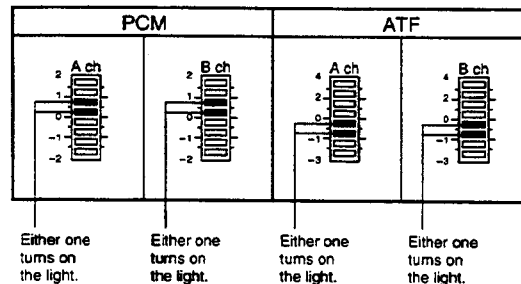 PCM ATF
A ch B ch A ch B ch
2 2 4 4
2 2
1 1
0 0 0 0
-1 -1 -1 -1
-2 -2 -3 -3
Either one Either one Either one Either one
turns on turns on turns on turns on
the light. the light. the light. the light.